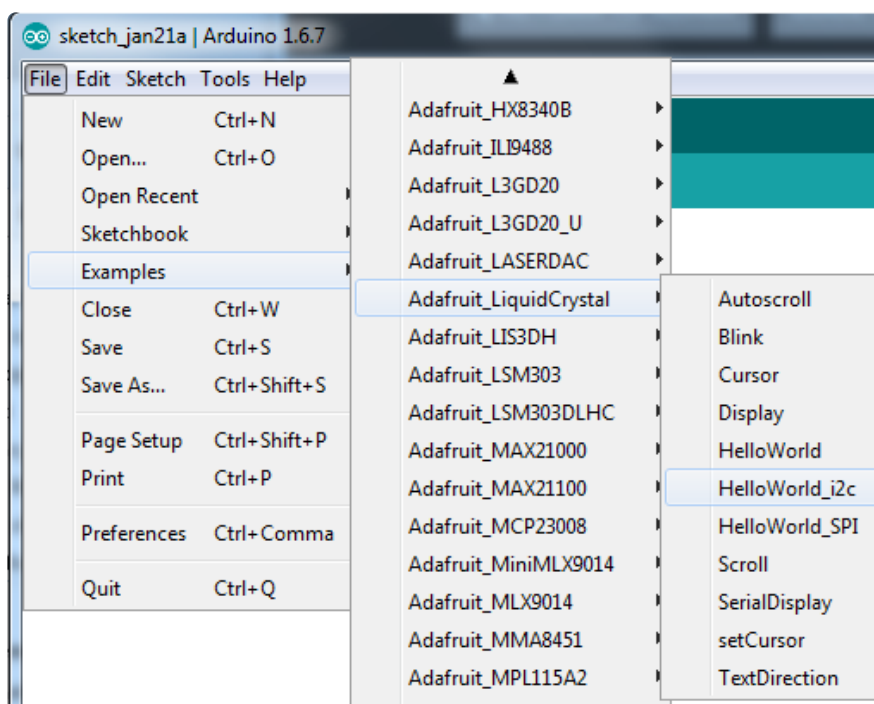 sketch_jan21a | Arduino 1.6.7
File Edit Sketch Tools Help
New Ctrl+N
Open... Ctrl+O
Open Recent
Sketchbook
Examples
Close Ctrl+W
Save Ctrl+S
Save As... Ctrl+Shift+S
Page Setup Ctrl+Shift+P
Print Ctrl+P
Preferences Ctrl+Comma
Quit Ctrl+Q
Adafruit_HX8340B
Adafruit_ILI9488
Adafruit_L3GD20
Adafruit_L3GD20_U
Adafruit_LASERDAC
Adafruit_LiquidCrystal
Adafruit_LIS3DH
Adafruit_LSM303
Adafruit_LSM303DLHC
Adafruit_MAX21000
Adafruit_MAX21100
Adafruit_MCP23008
Adafruit_MiniMLX9014
Adafruit_MLX9014
Adafruit_MMA8451
Adafruit_MPL115A2
Autoscroll
Blink
Cursor
Display
HelloWorld
HelloWorld_i2c
HelloWorld_SPI
Scroll
SerialDisplay
setCursor
TextDirection